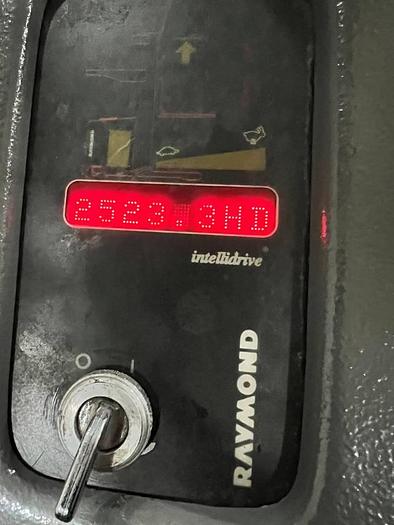 2523.3HD
intellidrive
O I
RAYMOND